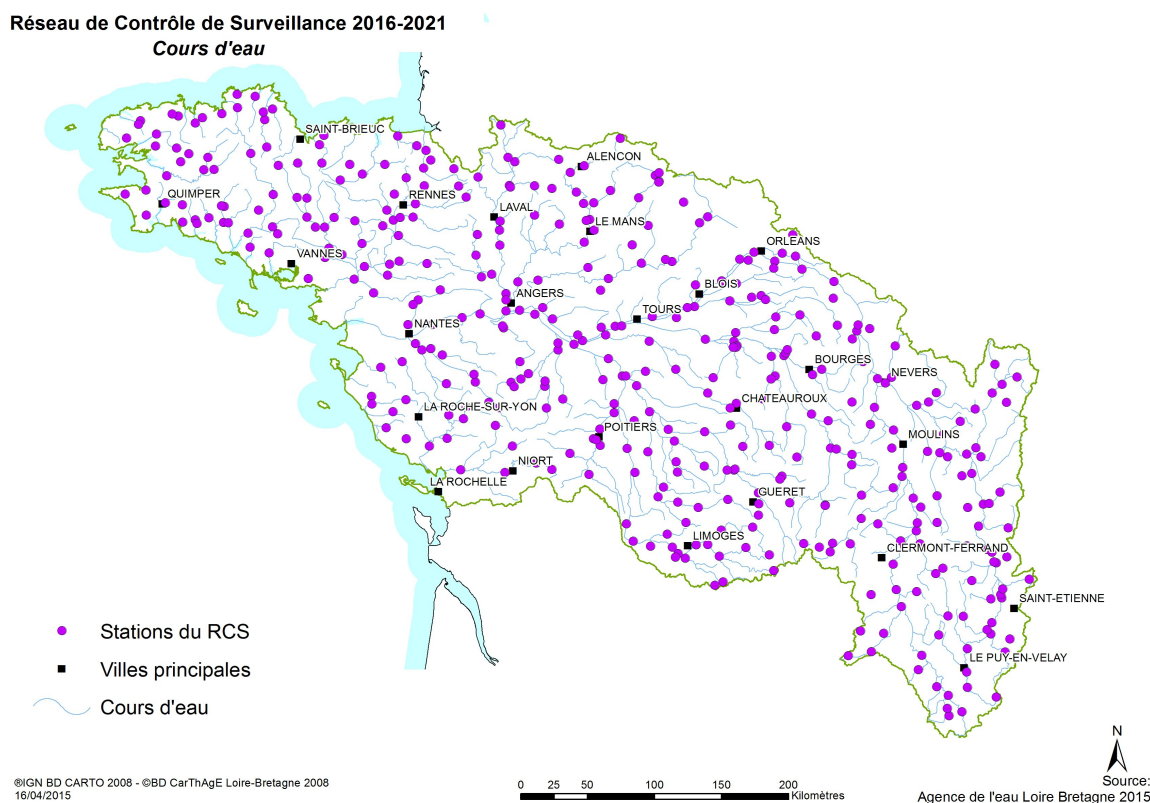 Réseau de Contrôle de Surveillance 2016-2021
Cours d'eau
SAINT-BRIEUC
ALENCON
QUIMPER
RENNES
LAVAL
LE MANS
ORLEANS
VANNES
BLOIS
ANGERS
TOURS
NANTES
BOURGES
NEVERS
CHATEAUROUX
LA ROCHE-SUR-YON
POITIERS
MOULINS
NIORT
LA ROCHELLE
GUERET
LIMOGES
CLERMONT-FERRAND
SAINT-ETIENNE
LE PUY-EN-VELAY
Stations du RCS
Villes principales
Cours d'eau
N
®IGN BD CARTO 2008 - ©BD CarThAgE Loire-Bretagne 2008
16/04/2015
0 25 50 100 150 200
Kilomètres
Source:
Agence de l'eau Loire Bretagne 2015